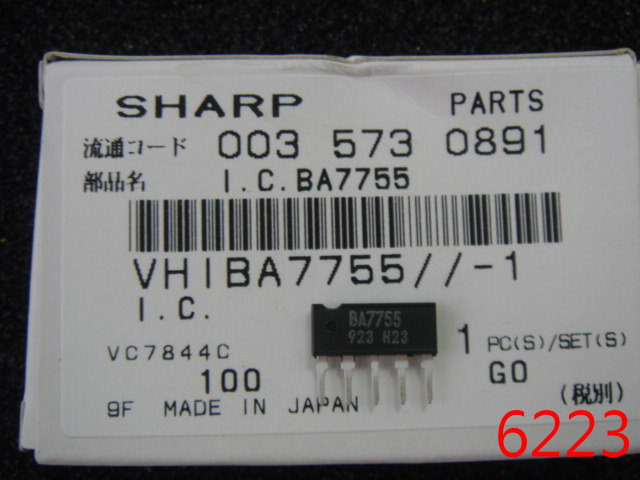 SHARP PARTS
流通コード 003 573 0891
部品名 I.C.BA7755
VHIBA7755//-1
I.C.
BA7755
923 H23
1 PC(S)/SET(S)
VC7844C
100 GO
9F MADE IN JAPAN (税別)
6223